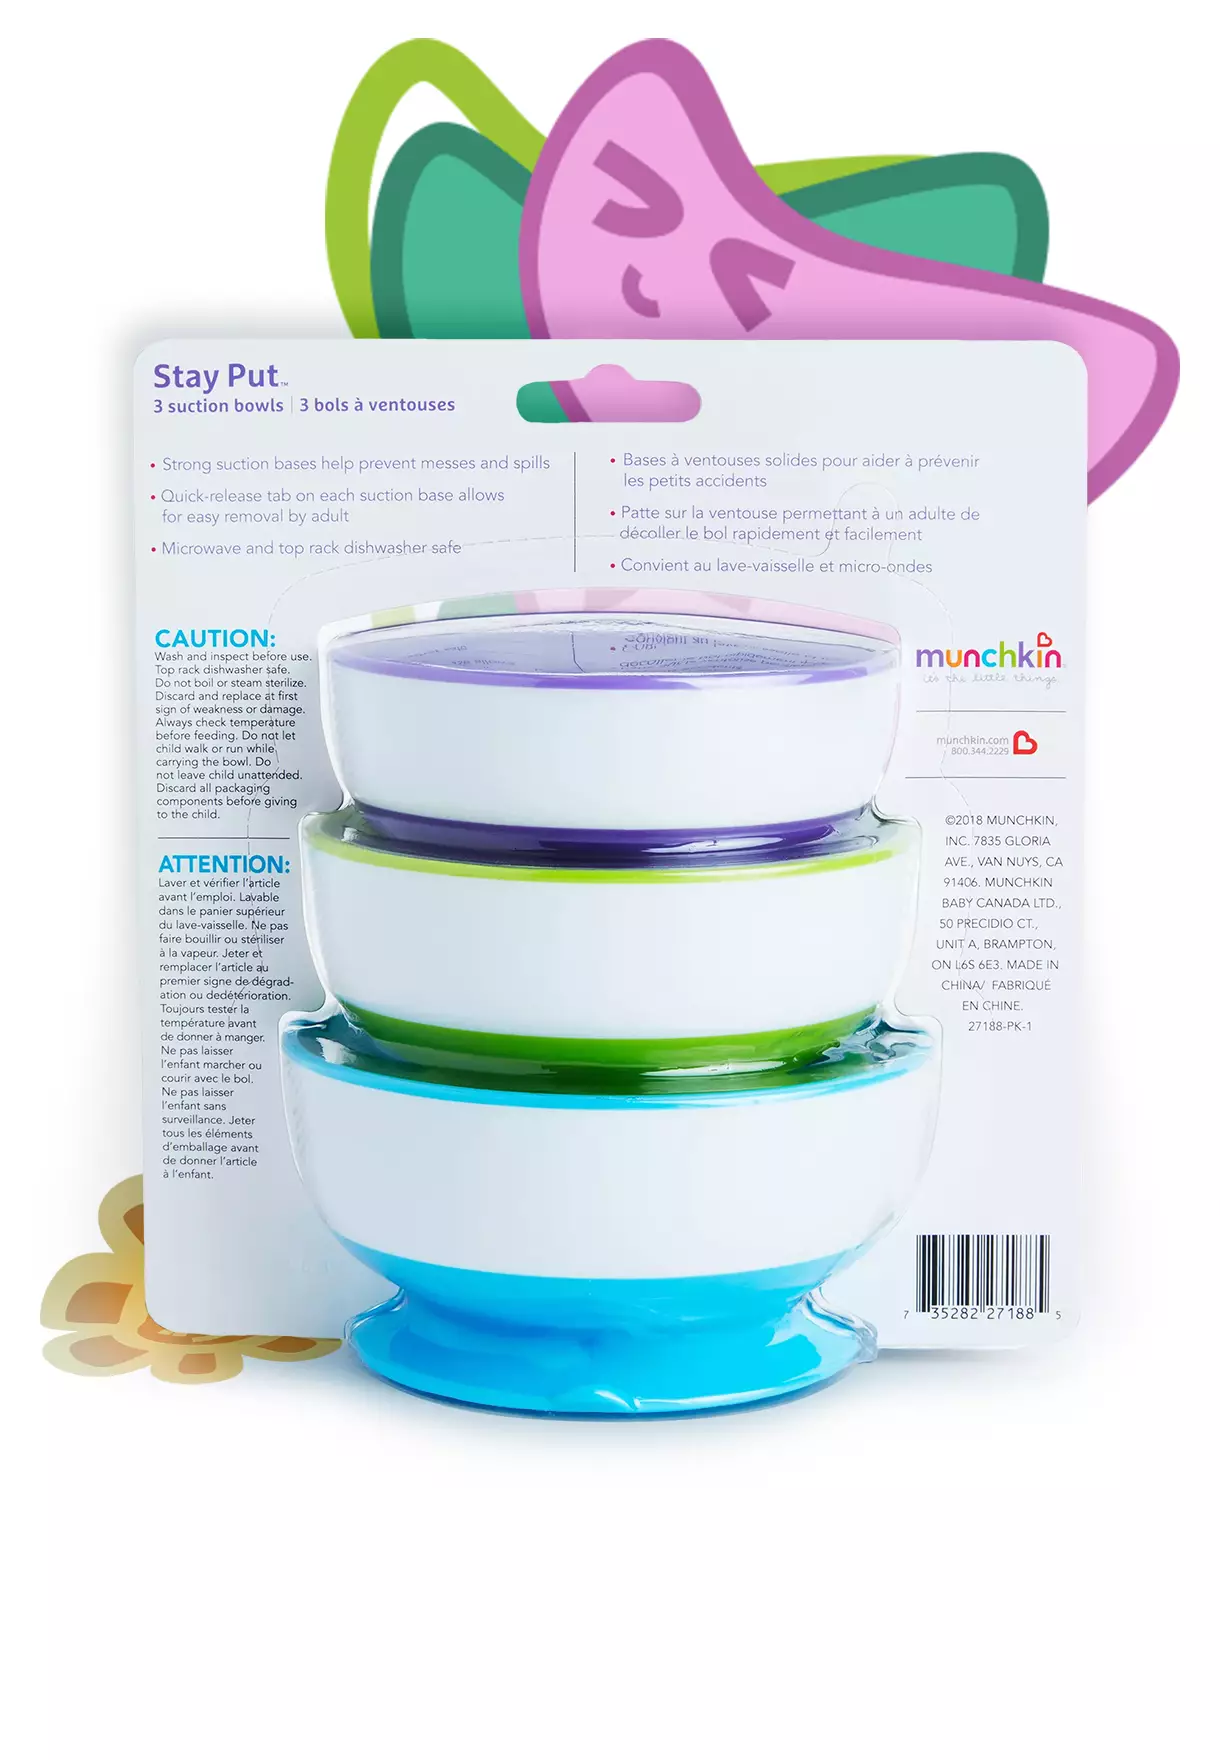 Stay Put™
3 suction bowls | 3 bols à ventouses
• Strong suction bases help prevent messes and spills
• Quick-release tab on each suction base allows
for easy removal by adult
• Microwave and top rack dishwasher safe
• Bases à ventouses solides pour aider à prévenir
les petits accidents
• Patte sur la ventouse permettant à un adulte de
décoller le bol rapidement et facilement
• Convient au lave-vaisselle et micro-ondes
CAUTION:
Wash and inspect before use.
Top rack dishwasher safe.
Do not boil or steam sterilize.
Discard and replace at first
sign of weakness or damage.
Always check temperature
before feeding. Do not let
child walk or run while
carrying the bowl. Do
not leave child unattended.
Discard all packaging
components before giving
to the child.
ATTENTION:
Laver et vérifier l'article
avant l'emploi. Lavable
dans le panier supérieur
du lave-vaisselle. Ne pas
faire bouillir ou stériliser
à la vapeur. Jeter et
remplacer l'article au
premier signe de dégrad-
ation ou dedétérioration.
Toujours tester la
température avant
de donner à manger.
Ne pas laisser
l'enfant marcher ou
courir avec le bol.
Ne pas laisser
l'enfant sans
surveillance. Jeter
tous les éléments
d'emballage avant
de donner l'article
à l'enfant.
munchkin®
it's the little things™
munchkin.com
800.344.2229
©2018 MUNCHKIN,
INC. 7835 GLORIA
AVE., VAN NUYS, CA
91406. MUNCHKIN
BABY CANADA LTD.,
50 PRECIDIO CT.,
UNIT A, BRAMPTON,
ON L6S 6E3. MADE IN
CHINA/ FABRIQUÉ
EN CHINE.
27188-PK-1
7 35282 27188 5